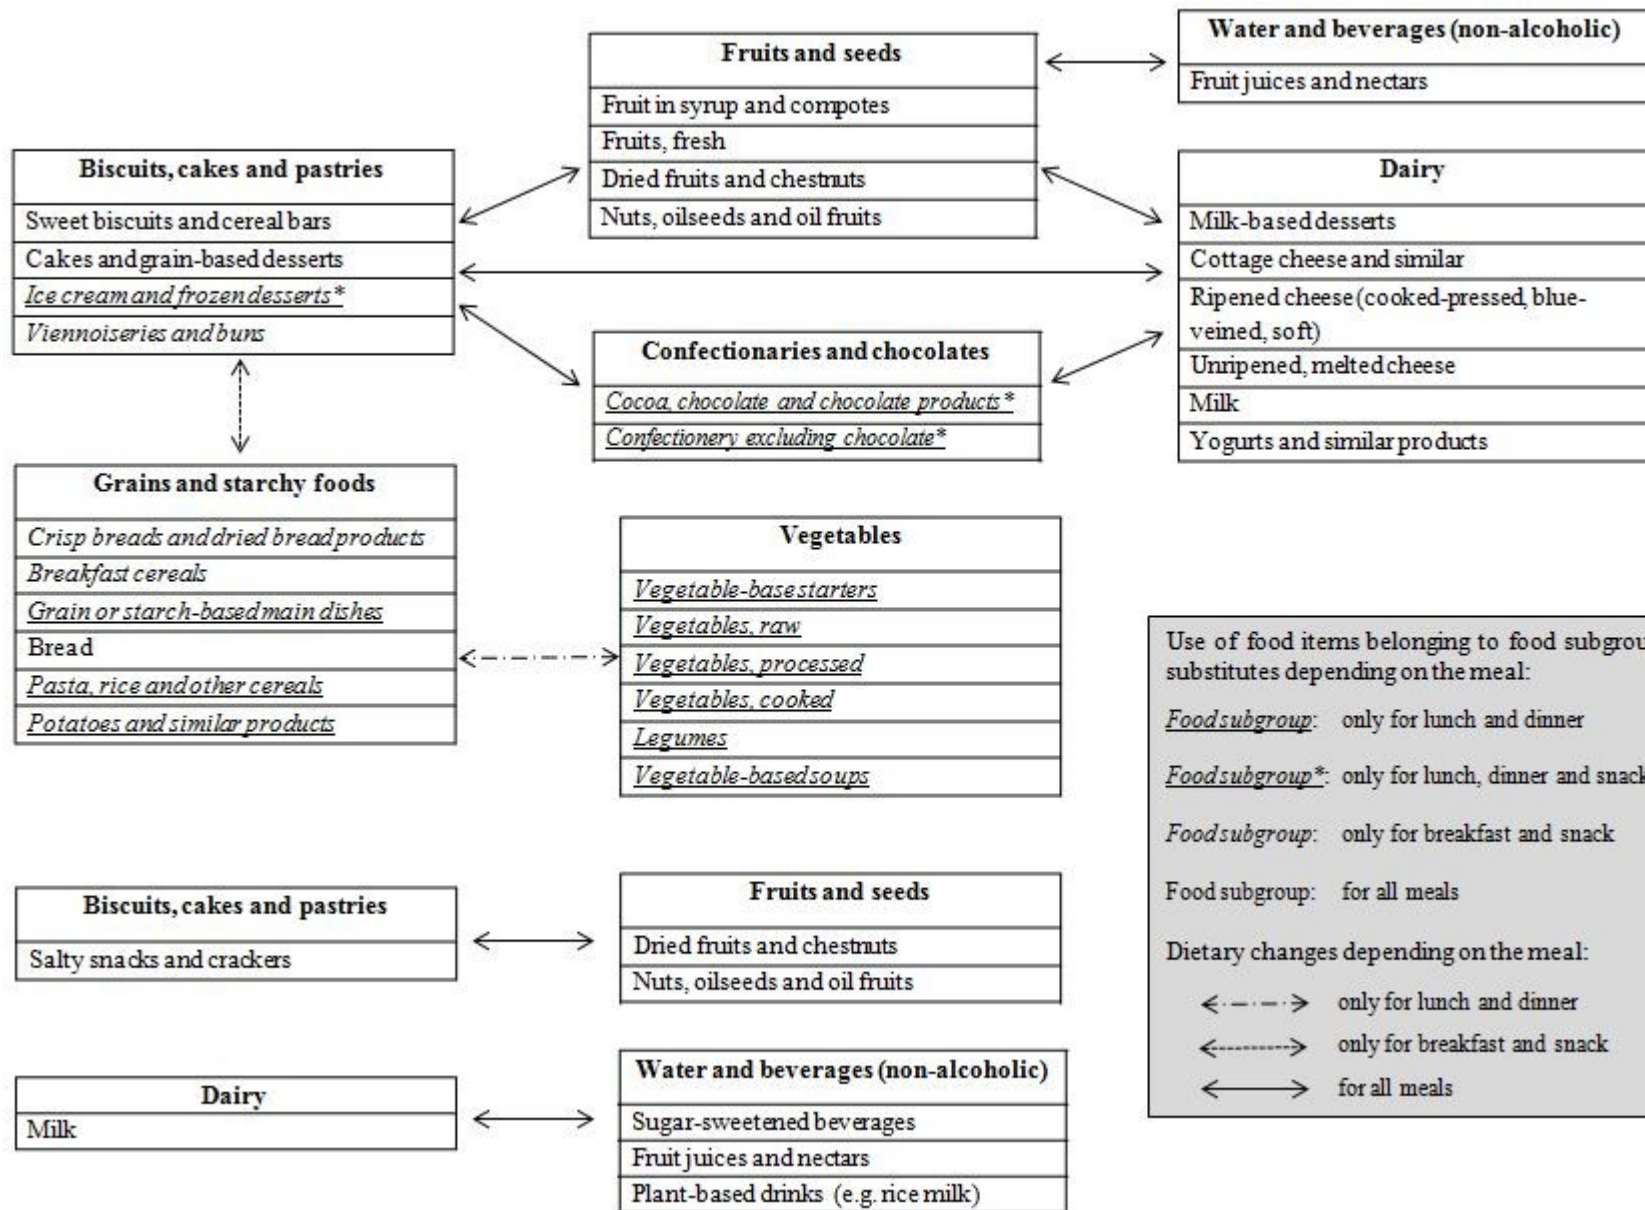 Fruits and seeds
Fruit in syrup and compotes
Fruits, fresh
Dried fruits and chestnuts
Nuts, oilseeds and oil fruits
Water and beverages (non-alcoholic)
Fruit juices and nectars
Biscuits, cakes and pastries
Sweet biscuits and cereal bars
Cakes and grain-based desserts
Ice cream and frozen desserts*
Viennoiseries and buns
Dairy
Milk-based desserts
Cottage cheese and similar
Ripened cheese (cooked-pressed, blue-
veined, soft)
Unripened, melted cheese
Milk
Yogurts and similar products
Confectionaries and chocolates
Cocoa, chocolate and chocolate products*
Confectionery excluding chocolate*
Grains and starchy foods
Crisp breads and dried bread products
Breakfast cereals
Grain or starch-based main dishes
Bread
Pasta, rice and other cereals
Potatoes and similar products
Vegetables
Vegetable-base starters
Vegetables, raw
Vegetables, processed
Vegetables, cooked
Legumes
Vegetable-based soups
Biscuits, cakes and pastries
Salty snacks and crackers
Fruits and seeds
Dried fruits and chestnuts
Nuts, oilseeds and oil fruits
Dairy
Milk
Water and beverages (non-alcoholic)
Sugar-sweetened beverages
Fruit juices and nectars
Plant-based drinks (e.g. rice milk)
Use of food items belonging to food subgrou
substitutes depending on the meal:
Food subgroup: only for lunch and dinner
Food subgroup*: only for lunch, dinner and snack
Food subgroup: only for breakfast and snack
Food subgroup: for all meals
Dietary changes depending on the meal:
only for lunch and dinner
only for breakfast and snack
for all meals